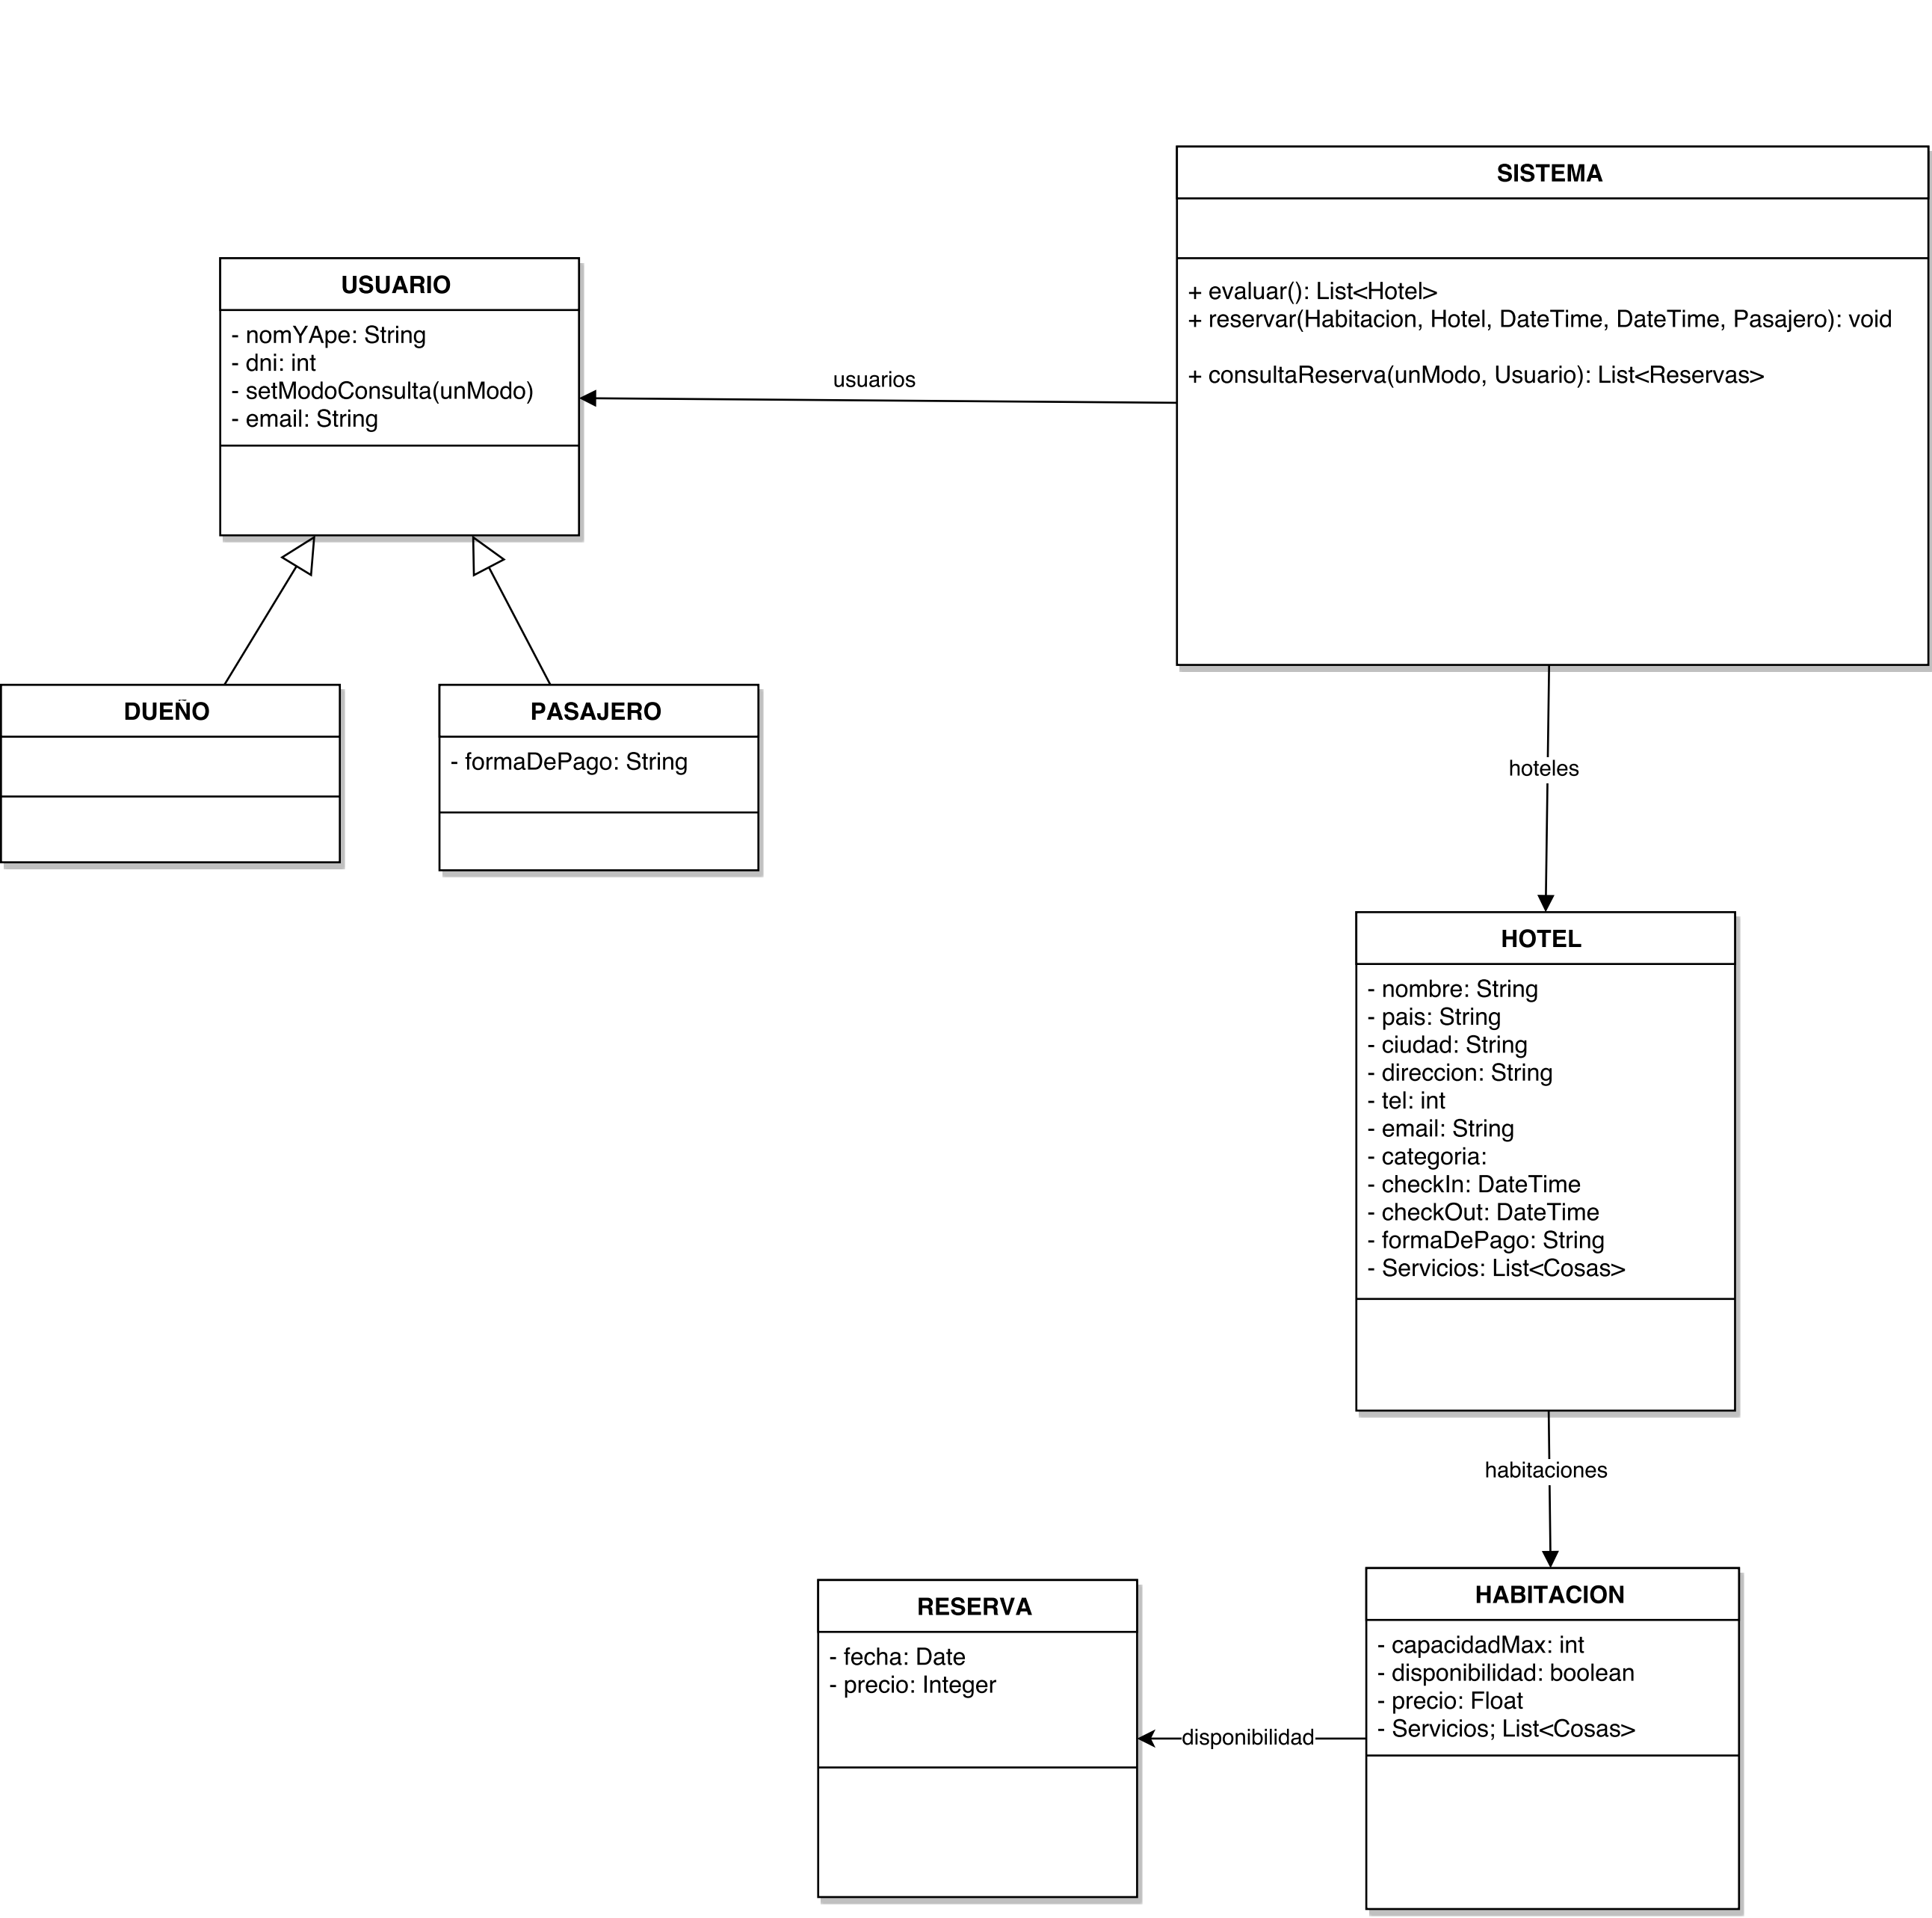 SISTEMA
+ evaluar(): List<Hotel>
+ reservar(Habitacion, Hotel, DateTime, DateTime, Pasajero): void
+ consultaReserva(unModo, Usuario): List<Reservas>
USUARIO
- nomYApe: String
- dni: int
- setModoConsulta(unModo)
- email: String
usuarios
DUEÑO
PASAJERO
- formaDePago: String
hoteles
HOTEL
- nombre: String
- pais: String
- ciudad: String
- direccion: String
- tel: int
- email: String
- categoria:
- checkIn: DateTime
- checkOut: DateTime
- formaDePago: String
- Servicios: List<Cosas>
habitaciones
HABITACION
- capacidadMax: int
- disponibilidad: boolean
- precio: Float
- Servicios; List<Cosas>
disponibilidad
RESERVA
- fecha: Date
- precio: Integer